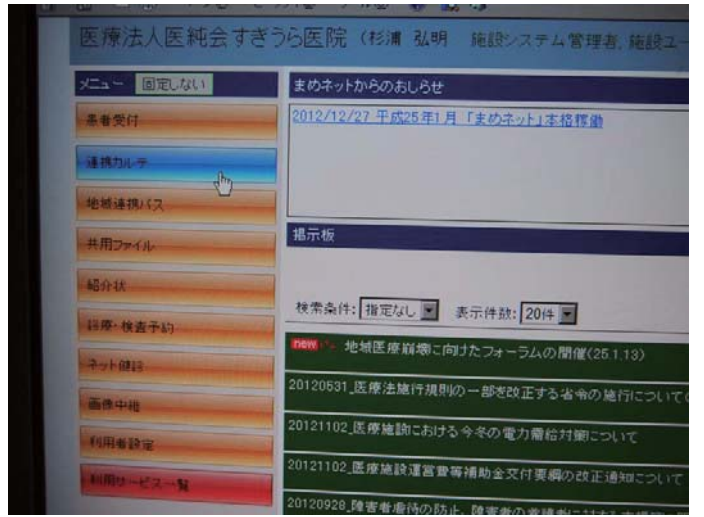 医療法人医純会すぎうら医院 (杉浦 弘明 施設システム管理者, 施設ユー
メニュー 固定しない
患者受付
連携カルテ
地域連携パス
共用ファイル
紹介状
診療・検査予約
ネット健診
画像中継
利用者設定
利用サービス一覧
まめネットからのおしらせ
2012/12/27 平成25年1月 「まめネット」本格稼働
掲示板
検索条件: 指定なし 表示件数: 20件
new 地域医療崩壊に向けたフォーラムの開催(25.1.13)
20120531_医療法施行規則の一部を改正する省令の施行についての
20121102_医療施設における今冬の電力需給対策について
20121102_医療施設運営費等補助金交付要綱の改正通知について
20120928_障害者虐待の防止、障害者の養護者に対する